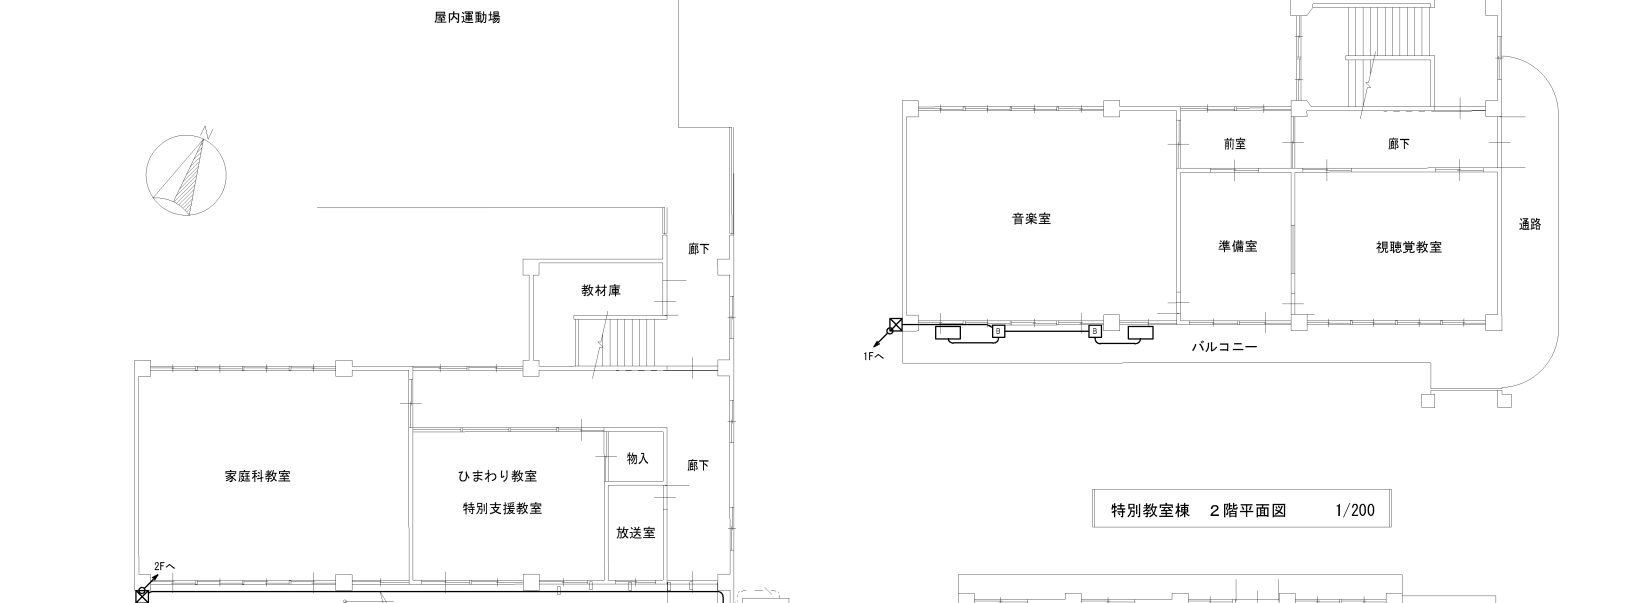 屋内運動場
N
廊下
教材庫
家庭科教室
ひまわり教室
特別支援教室
物入
廊下
放送室
2Fへ
前室
廊下
音楽室
準備室
視聴覚教室
通路
B
B
バルコニー
1Fへ
特別教室棟 2階平面図 1/200